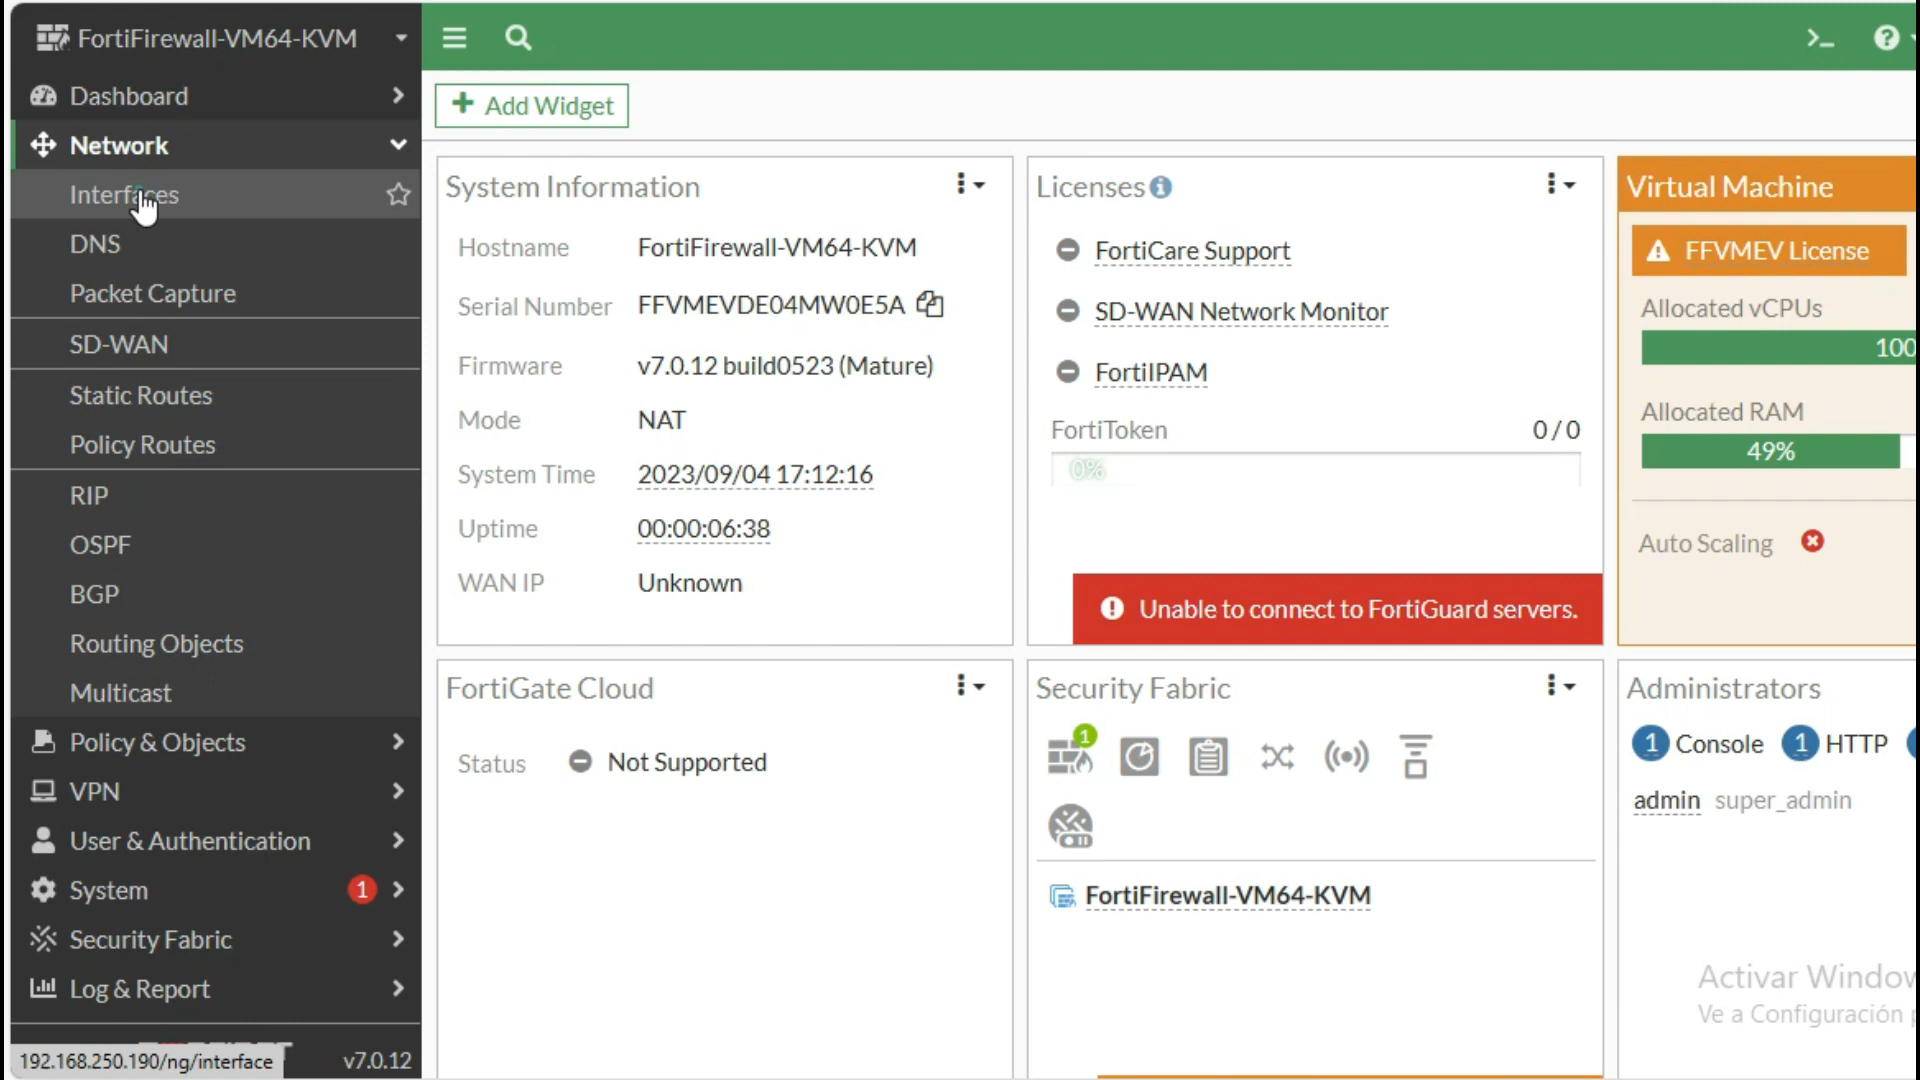 FortiFirewall-VM64-KVM
Dashboard
Network
Interfaces
DNS
Packet Capture
SD-WAN
Static Routes
Policy Routes
RIP
OSPF
BGP
Routing Objects
Multicast
Policy & Objects
VPN
User & Authentication
System 1
Security Fabric
Log & Report
192.168.250.190/ng/interface v7.0.12
>_ ?
+ Add Widget
System Information
Hostname FortiFirewall-VM64-KVM
Serial Number FFVMEVDE04MW0E5A
Firmware v7.0.12 build0523 (Mature)
Mode NAT
System Time 2023/09/04 17:12:16
Uptime 00:00:06:38
WAN IP Unknown
Licenses
FortiCare Support
SD-WAN Network Monitor
FortiIPAM
FortiToken 0 / 0
0%
Unable to connect to FortiGuard servers.
Virtual Machine
FFVMEV License
Allocated vCPUs
100
Allocated RAM
49%
Auto Scaling
FortiGate Cloud
Status Not Supported
Security Fabric
1
FortiFirewall-VM64-KVM
Administrators
1 Console 1 HTTP
admin super_admin
Activar Window
Ve a Configuración p